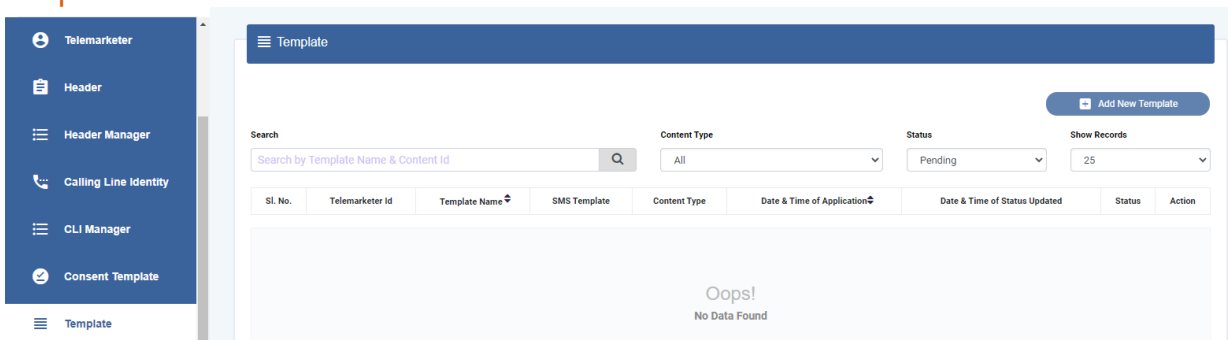 Telemarketer
Header
Header Manager
Calling Line Identity
CLI Manager
Consent Template
Template
Template
Add New Template
Search
Content Type
Status
Show Records
Search by Template Name & Content Id
All
Pending
25
Sl. No. Telemarketer Id Template Name SMS Template Content Type Date & Time of Application Date & Time of Status Updated Status Action
Oops!
No Data Found